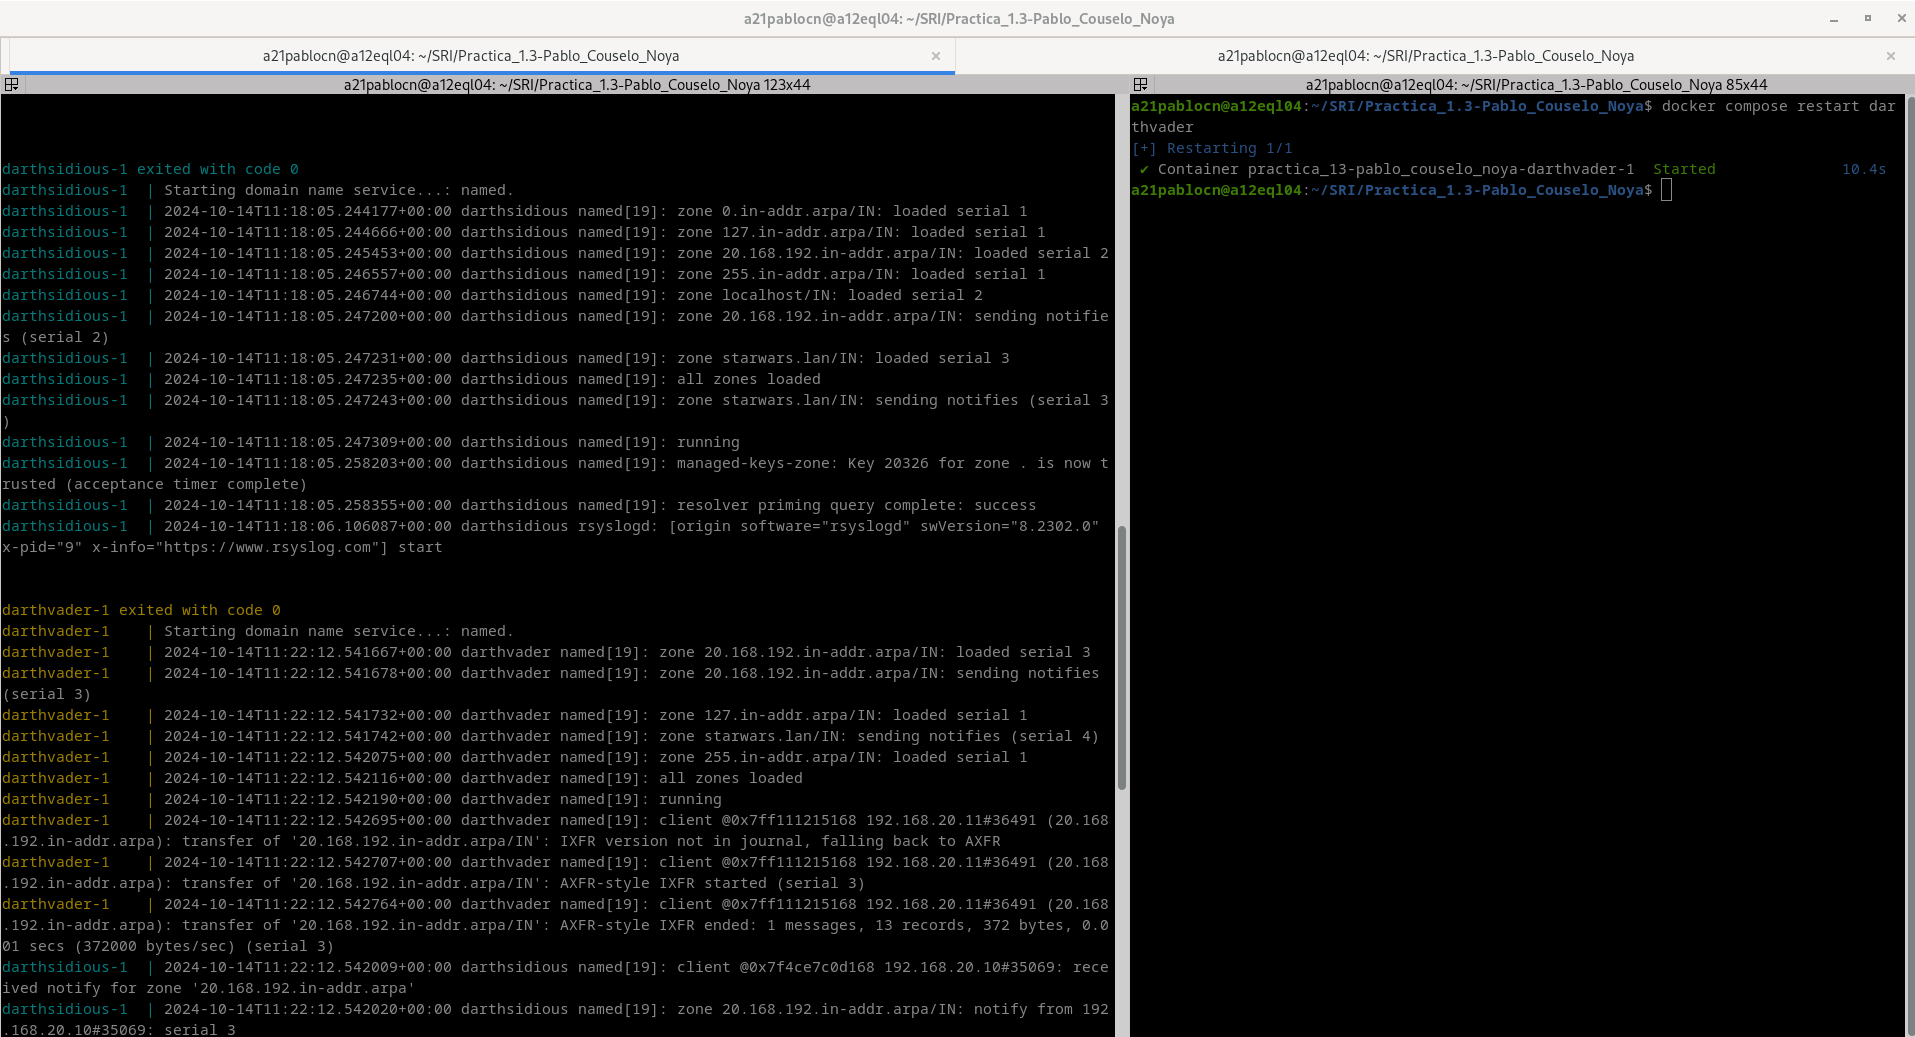 a21pablocn@a12eql04: ~/SRI/Practica_1.3-Pablo_Couselo_Noya
a21pablocn@a12eql04: ~/SRI/Practica_1.3-Pablo_Couselo_Noya
a21pablocn@a12eql04: ~/SRI/Practica_1.3-Pablo_Couselo_Noya
a21pablocn@a12eql04: ~/SRI/Practica_1.3-Pablo_Couselo_Noya 123x44
darthsidious-1 exited with code 0
darthsidious-1  | Starting domain name service...: named.
darthsidious-1  | 2024-10-14T11:18:05.244177+00:00 darthsidious named[19]: zone 0.in-addr.arpa/IN: loaded serial 1
darthsidious-1  | 2024-10-14T11:18:05.244666+00:00 darthsidious named[19]: zone 127.in-addr.arpa/IN: loaded serial 1
darthsidious-1  | 2024-10-14T11:18:05.245453+00:00 darthsidious named[19]: zone 20.168.192.in-addr.arpa/IN: loaded serial 2
darthsidious-1  | 2024-10-14T11:18:05.246557+00:00 darthsidious named[19]: zone 255.in-addr.arpa/IN: loaded serial 1
darthsidious-1  | 2024-10-14T11:18:05.246744+00:00 darthsidious named[19]: zone localhost/IN: loaded serial 2
darthsidious-1  | 2024-10-14T11:18:05.247200+00:00 darthsidious named[19]: zone 20.168.192.in-addr.arpa/IN: sending notifie
s (serial 2)
darthsidious-1  | 2024-10-14T11:18:05.247231+00:00 darthsidious named[19]: zone starwars.lan/IN: loaded serial 3
darthsidious-1  | 2024-10-14T11:18:05.247235+00:00 darthsidious named[19]: all zones loaded
darthsidious-1  | 2024-10-14T11:18:05.247243+00:00 darthsidious named[19]: zone starwars.lan/IN: sending notifies (serial 3
)
darthsidious-1  | 2024-10-14T11:18:05.247309+00:00 darthsidious named[19]: running
darthsidious-1  | 2024-10-14T11:18:05.258203+00:00 darthsidious named[19]: managed-keys-zone: Key 20326 for zone . is now t
rusted (acceptance timer complete)
darthsidious-1  | 2024-10-14T11:18:05.258355+00:00 darthsidious named[19]: resolver priming query complete: success
darthsidious-1  | 2024-10-14T11:18:06.106087+00:00 darthsidious rsyslogd: [origin software="rsyslogd" swVersion="8.2302.0"
x-pid="9" x-info="https://www.rsyslog.com"] start
darthvader-1 exited with code 0
darthvader-1    | Starting domain name service...: named.
darthvader-1    | 2024-10-14T11:22:12.541667+00:00 darthvader named[19]: zone 20.168.192.in-addr.arpa/IN: loaded serial 3
darthvader-1    | 2024-10-14T11:22:12.541678+00:00 darthvader named[19]: zone 20.168.192.in-addr.arpa/IN: sending notifies
(serial 3)
darthvader-1    | 2024-10-14T11:22:12.541732+00:00 darthvader named[19]: zone 127.in-addr.arpa/IN: loaded serial 1
darthvader-1    | 2024-10-14T11:22:12.541742+00:00 darthvader named[19]: zone starwars.lan/IN: sending notifies (serial 4)
darthvader-1    | 2024-10-14T11:22:12.542075+00:00 darthvader named[19]: zone 255.in-addr.arpa/IN: loaded serial 1
darthvader-1    | 2024-10-14T11:22:12.542116+00:00 darthvader named[19]: all zones loaded
darthvader-1    | 2024-10-14T11:22:12.542190+00:00 darthvader named[19]: running
darthvader-1    | 2024-10-14T11:22:12.542695+00:00 darthvader named[19]: client @0x7ff111215168 192.168.20.11#36491 (20.168
.192.in-addr.arpa): transfer of '20.168.192.in-addr.arpa/IN': IXFR version not in journal, falling back to AXFR
darthvader-1    | 2024-10-14T11:22:12.542707+00:00 darthvader named[19]: client @0x7ff111215168 192.168.20.11#36491 (20.168
.192.in-addr.arpa): transfer of '20.168.192.in-addr.arpa/IN': AXFR-style IXFR started (serial 3)
darthvader-1    | 2024-10-14T11:22:12.542764+00:00 darthvader named[19]: client @0x7ff111215168 192.168.20.11#36491 (20.168
.192.in-addr.arpa): transfer of '20.168.192.in-addr.arpa/IN': AXFR-style IXFR ended: 1 messages, 13 records, 372 bytes, 0.0
01 secs (372000 bytes/sec) (serial 3)
darthsidious-1  | 2024-10-14T11:22:12.542009+00:00 darthsidious named[19]: client @0x7f4ce7c0d168 192.168.20.10#35069: rece
ived notify for zone '20.168.192.in-addr.arpa'
darthsidious-1  | 2024-10-14T11:22:12.542020+00:00 darthsidious named[19]: zone 20.168.192.in-addr.arpa/IN: notify from 192
.168.20.10#35069: serial 3
a21pablocn@a12eql04: ~/SRI/Practica_1.3-Pablo_Couselo_Noya 85x44
a21pablocn@a12eql04:~/SRI/Practica_1.3-Pablo_Couselo_Noya$ docker compose restart dar
thvader
[+] Restarting 1/1
✔ Container practica_13-pablo_couselo_noya-darthvader-1  Started  10.4s
a21pablocn@a12eql04:~/SRI/Practica_1.3-Pablo_Couselo_Noya$